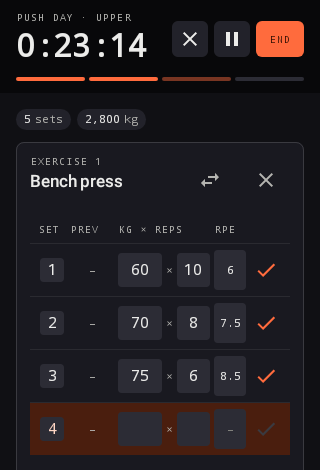 PUSH DAY · UPPER
0:23:14
END
5 sets 2,800 kg
EXERCISE 1
Bench press
SET PREV KG × REPS RPE
1 – 60 × 10 6
2 – 70 × 8 7.5
3 – 75 × 6 8.5
4 – × –